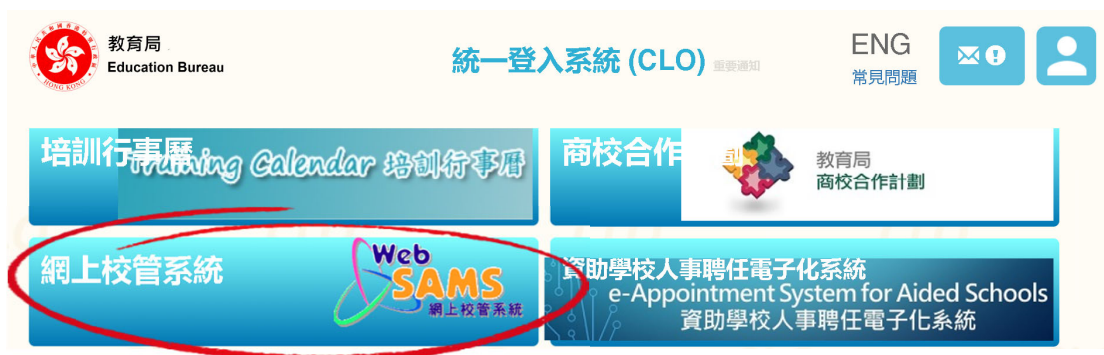 教育局
Education Bureau
統一登入系統 (CLO) 重要通知
ENG
常見問題
培訓行事曆
Training Calendar 培訓行事曆
商校合作計劃
教育局
商校合作計劃
網上校管系統
Web
SAMS
網上校管系統
資助學校人事聘任電子化系統
e-Appointment System for Aided Schools
資助學校人事聘任電子化系統